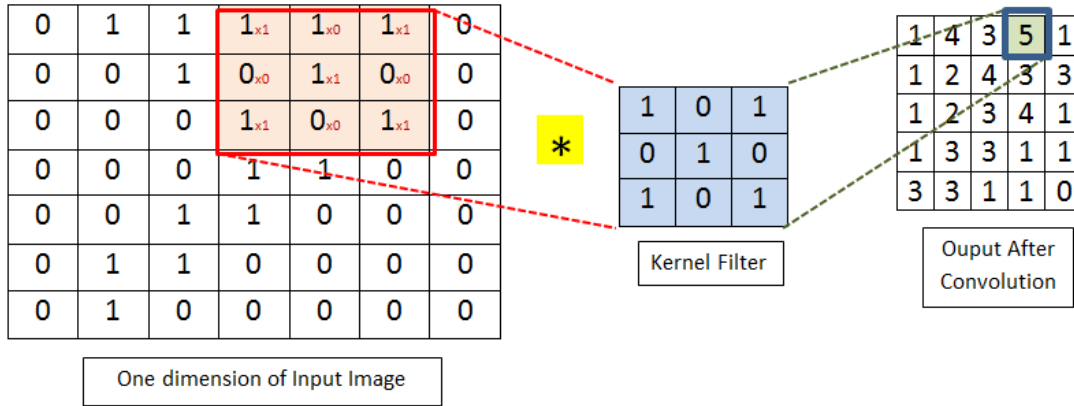 0 1 1 1x1 1x0 1x1 0
0 0 1 0x0 1x1 0x0 0
0 0 0 1x1 0x0 1x1 0
0 0 0 1 1 0 0
0 0 1 1 0 0 0
0 1 1 0 0 0 0
0 1 0 0 0 0 0
One dimension of Input Image
*
1 0 1
0 1 0
1 0 1
Kernel Filter
1 4 3 5 1
1 2 4 3 3
1 2 3 4 1
1 3 3 1 1
3 3 1 1 0
Ouput After
Convolution